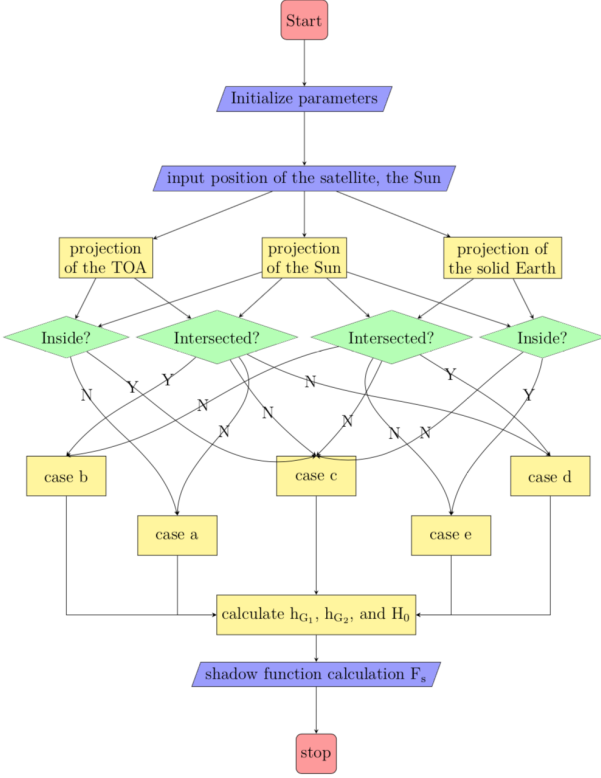 Start
Initialize parameters
input position of the satellite, the Sun
projection
of the TOA
projection
of the Sun
projection of
the solid Earth
Inside?
Intersected?
Intersected?
Inside?
N
Y
Y
N
N
N
N
N
N
Y
Y
case b
case c
case d
case a
case e
calculate h_G₁, h_G₂, and H₀
shadow function calculation Fₛ
stop